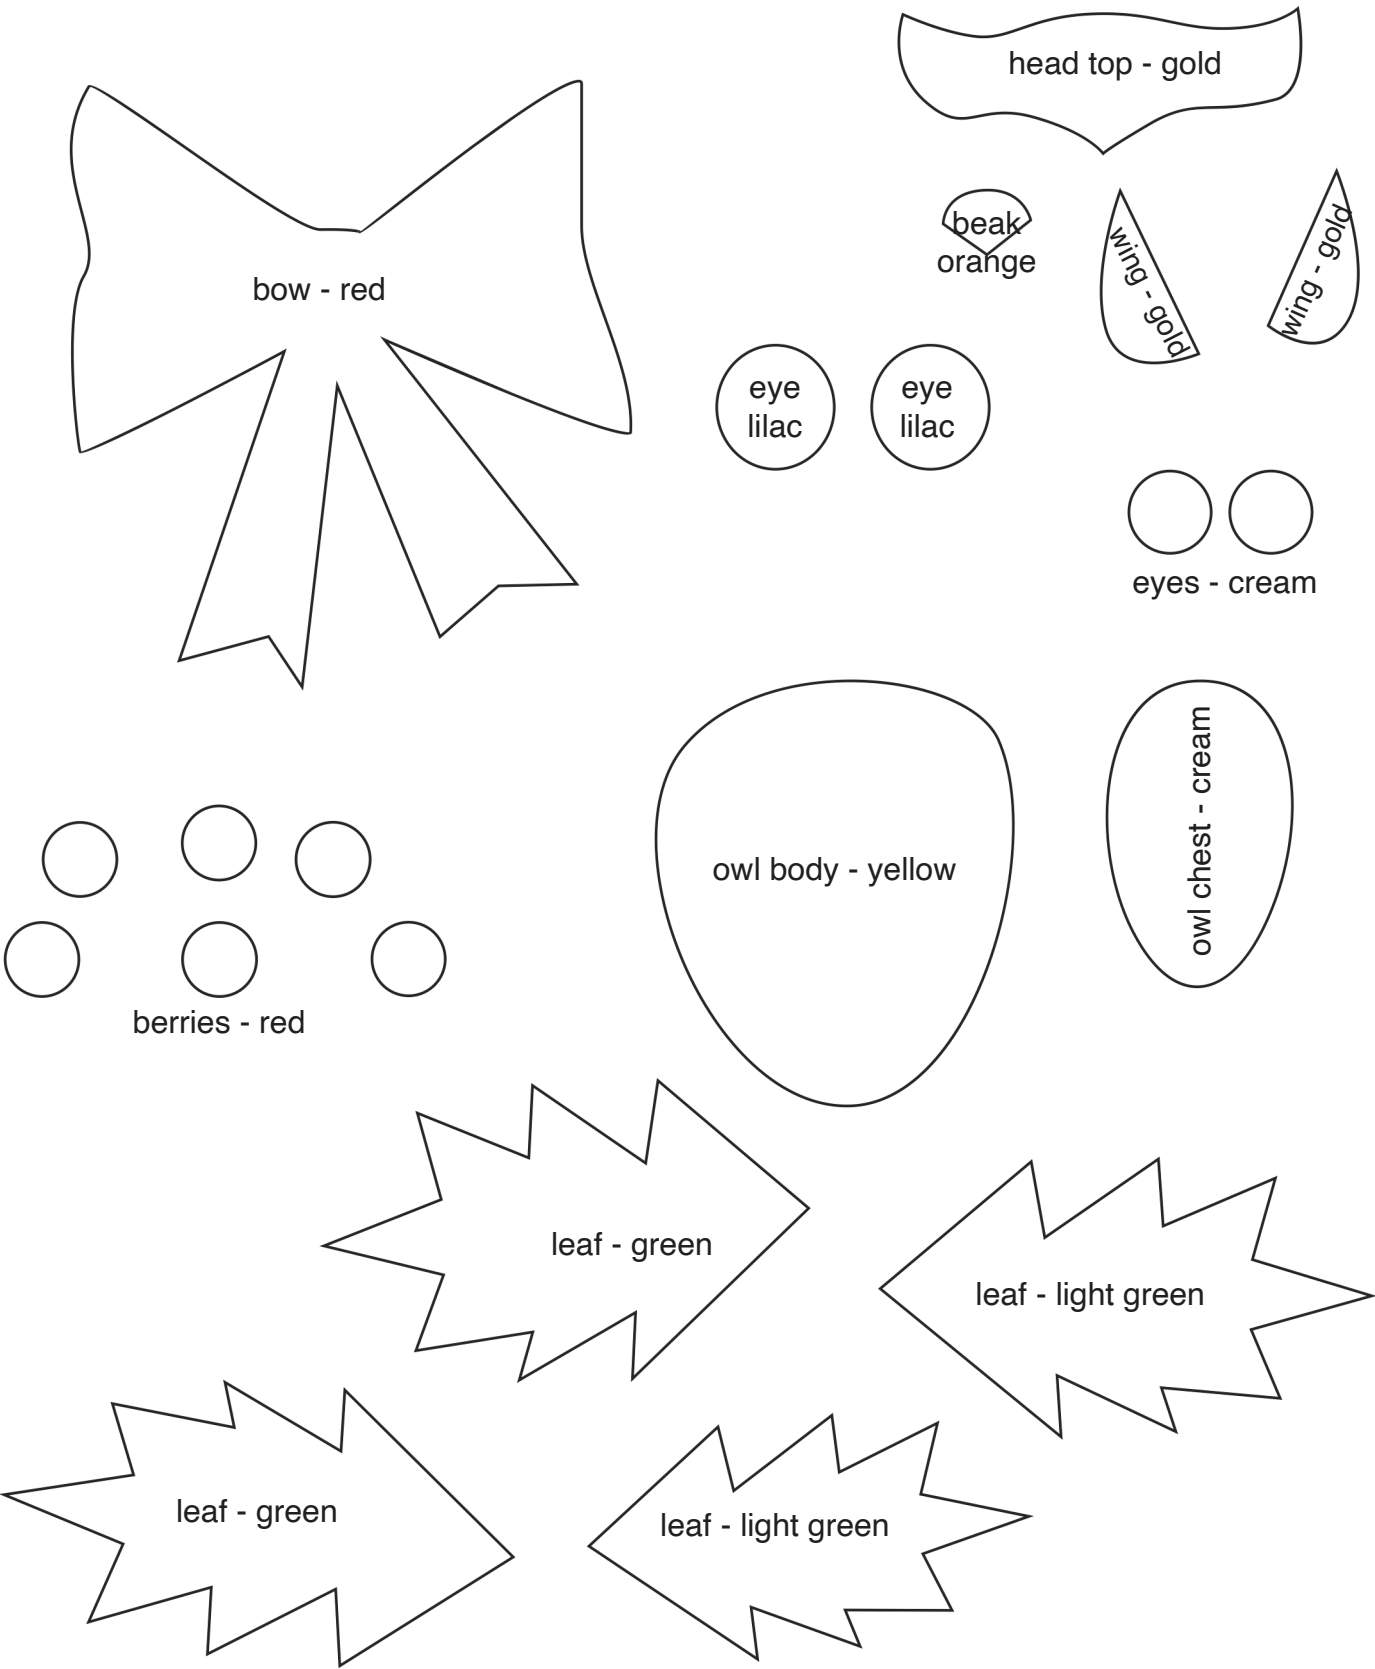 head top - gold
bow - red
beak
orange
wing - gold
wing - gold
eye
lilac
eye
lilac
eyes - cream
owl body - yellow
owl chest - cream
berries - red
leaf - green
leaf - light green
leaf - green
leaf - light green